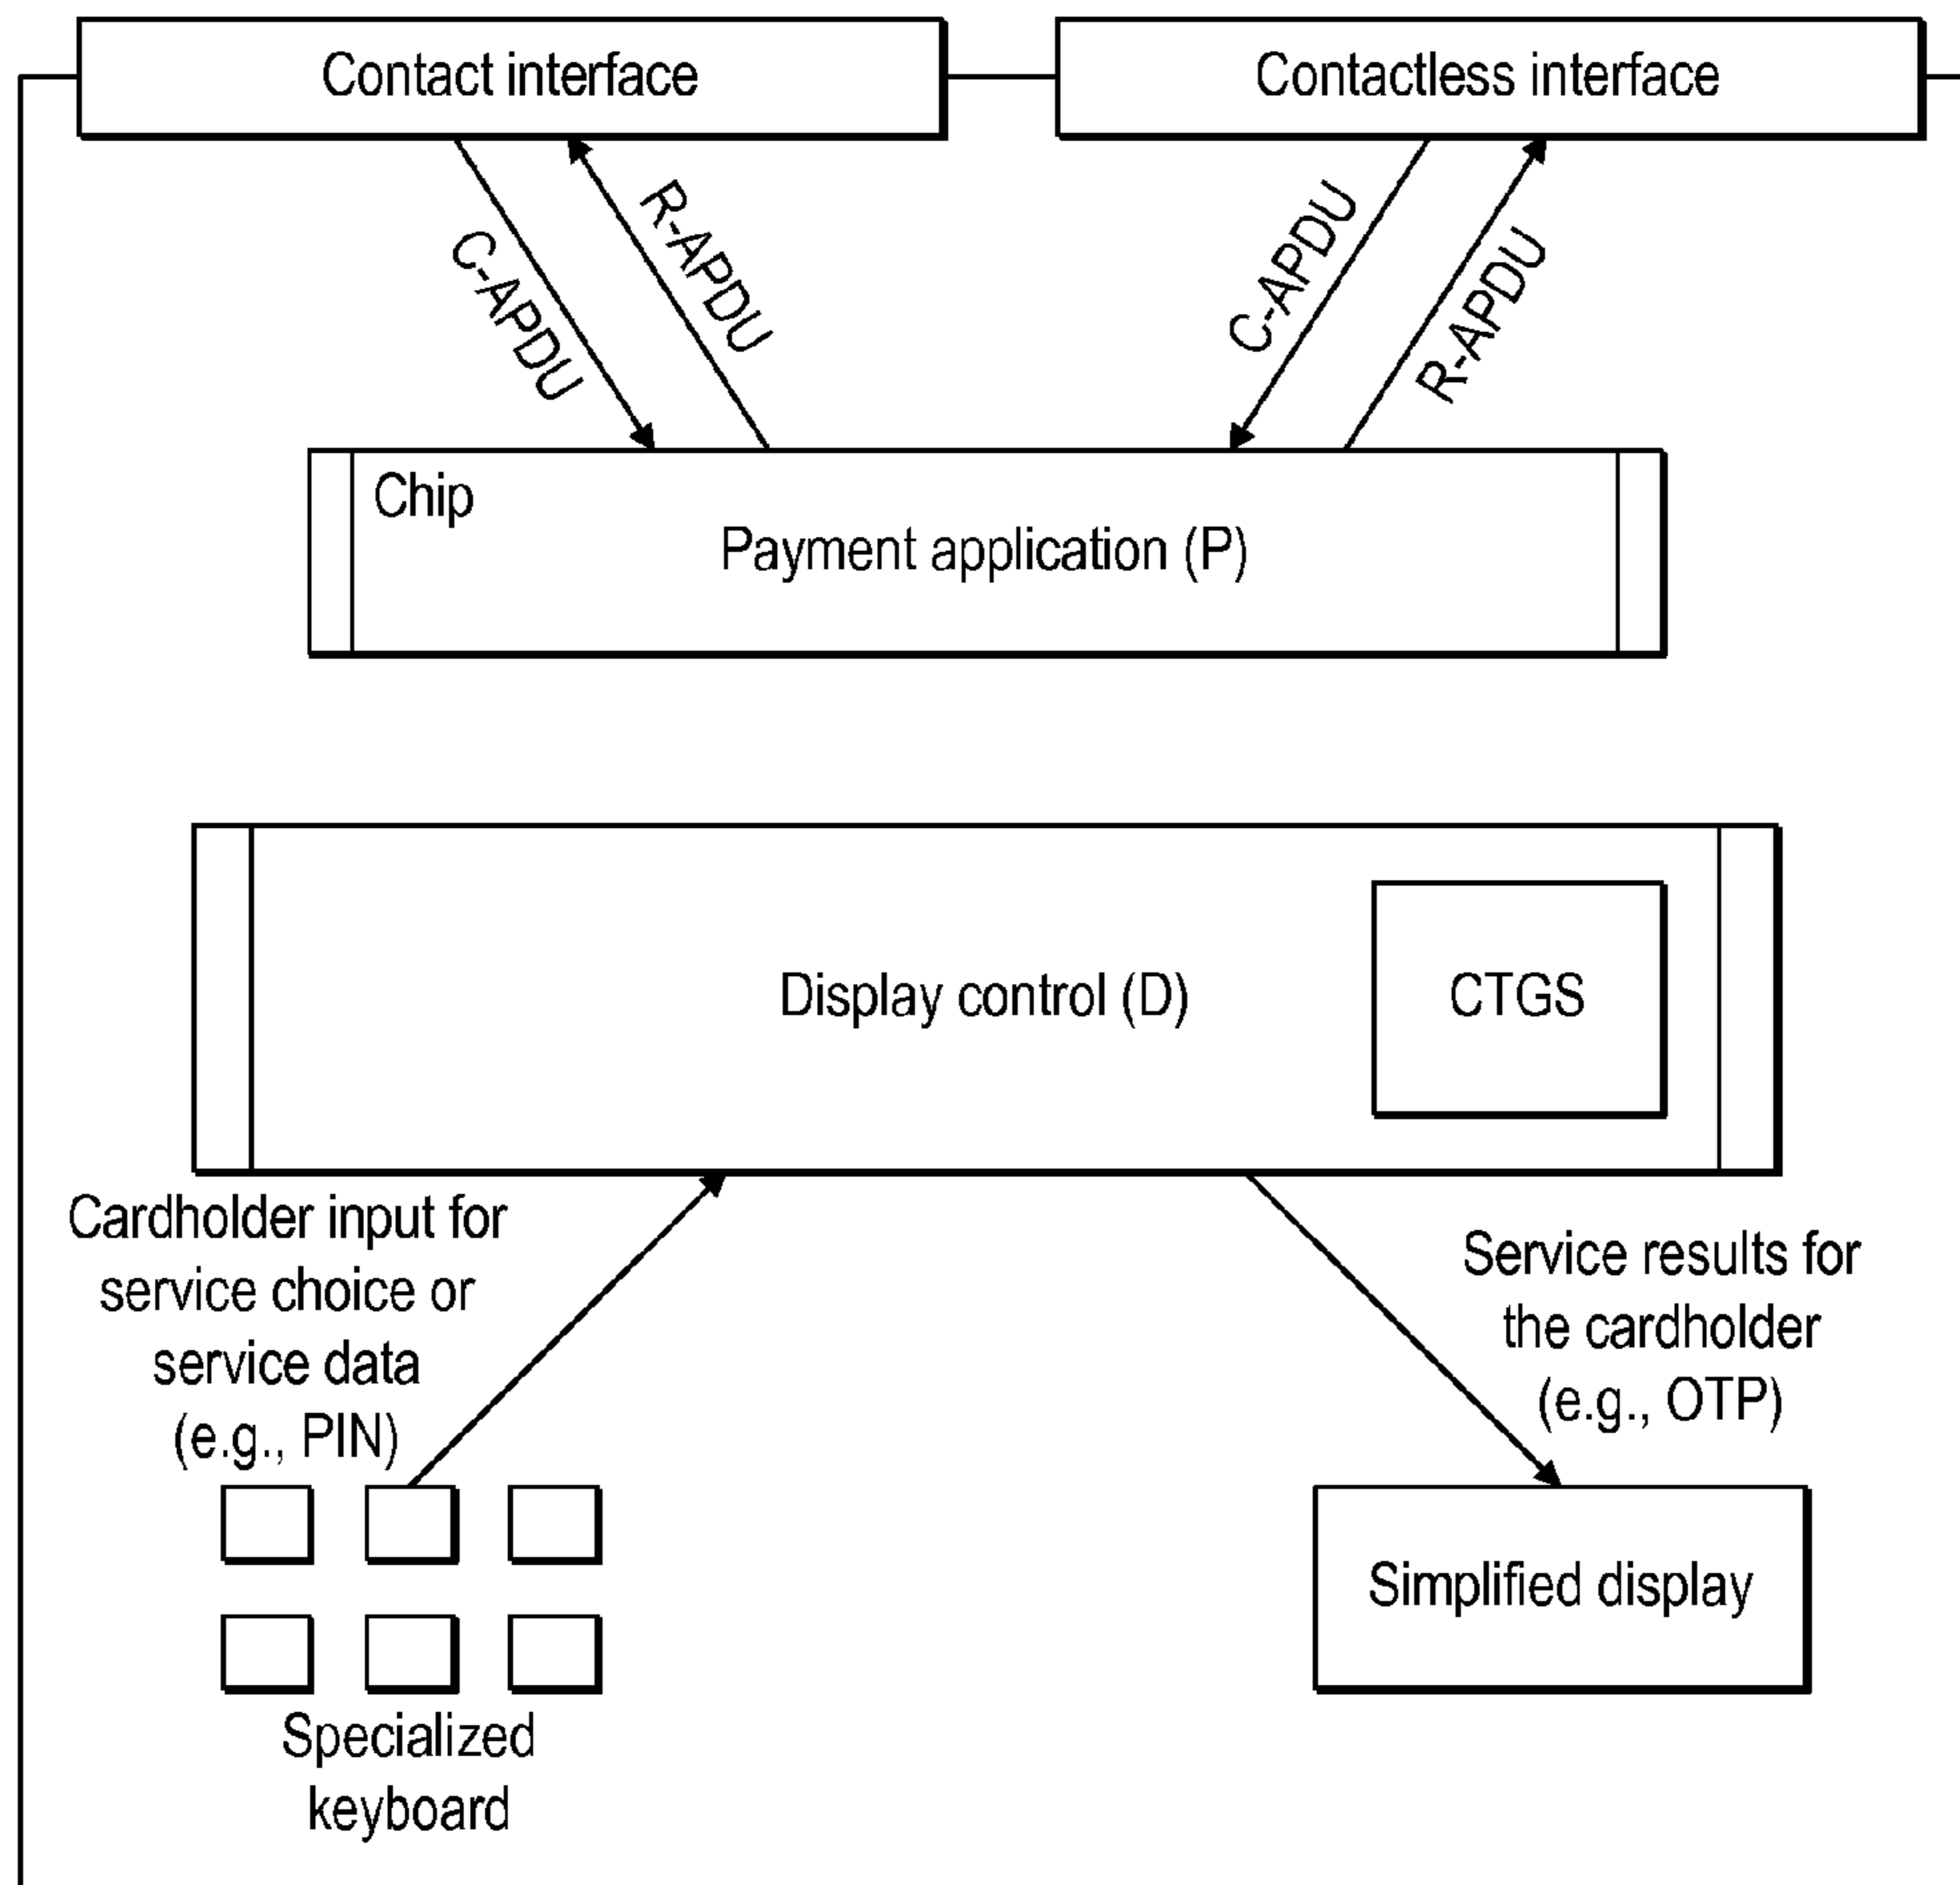 Contact interface
Contactless interface
C-APDU
R-APDU
C-APDU
R-APDU
Chip
Payment application (P)
Display control (D)
CTGS
Cardholder input for
service choice or
service data
(e.g., PIN)
Service results for
the cardholder
(e.g., OTP)
Simplified display
Specialized
keyboard